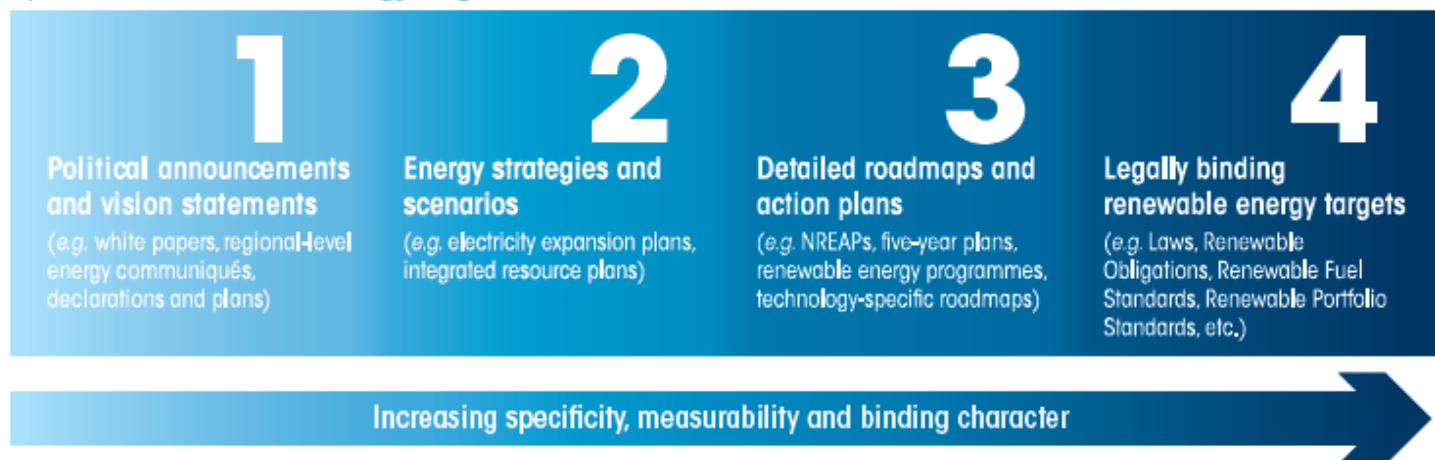 1
Political announcements
and vision statements
(e.g. white papers, regional-level
energy communiqués,
declarations and plans)
2
Energy strategies and
scenarios
(e.g. electricity expansion plans,
integrated resource plans)
3
Detailed roadmaps and
action plans
(e.g. NREAPs, five-year plans,
renewable energy programmes,
technology-specific roadmaps)
4
Legally binding
renewable energy targets
(e.g. Laws, Renewable
Obligations, Renewable Fuel
Standards, Renewable Portfolio
Standards, etc.)
Increasing specificity, measurability and binding character